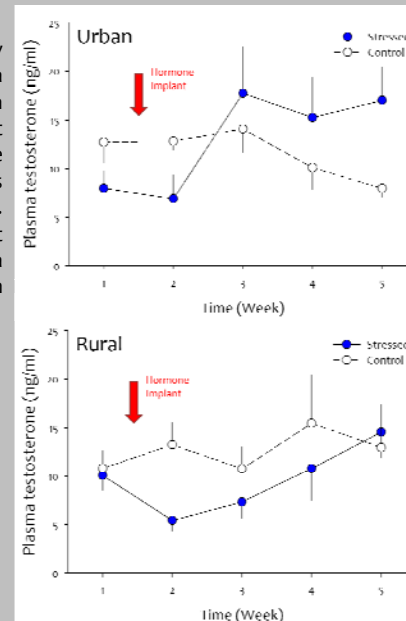 Urban
Stressed
Control
Hormone
Implant
Plasma testosterone (ng/ml)
25
20
15
10
5
0
1 2 3 4 5
Time (Week)
Rural
Stressed
Control
Hormone
Implant
Plasma testosterone (ng/ml)
25
20
15
10
5
0
1 2 3 4 5
Time (Week)